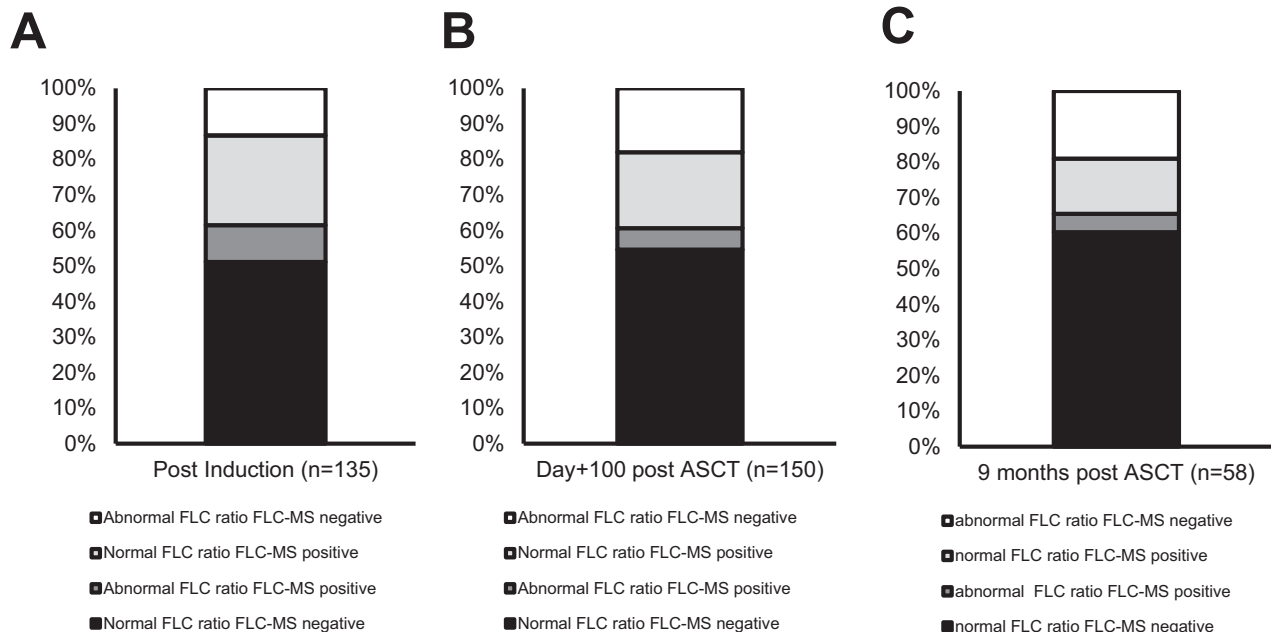 A
100%
90%
80%
70%
60%
50%
40%
30%
20%
10%
0%
Post Induction (n=135)
Abnormal FLC ratio FLC-MS negative
Normal FLC ratio FLC-MS positive
Abnormal FLC ratio FLC-MS positive
Normal FLC ratio FLC-MS negative
B
100%
90%
80%
70%
60%
50%
40%
30%
20%
10%
0%
Day+100 post ASCT (n=150)
Abnormal FLC ratio FLC-MS negative
Normal FLC ratio FLC-MS positive
Abnormal FLC ratio FLC-MS positive
Normal FLC ratio FLC-MS negative
C
100%
90%
80%
70%
60%
50%
40%
30%
20%
10%
0%
9 months post ASCT (n=58)
abnormal FLC ratio FLC-MS negative
normal FLC ratio FLC-MS positive
abnormal  FLC ratio FLC-MS positive
normal FLC ratio FLC-MS negative